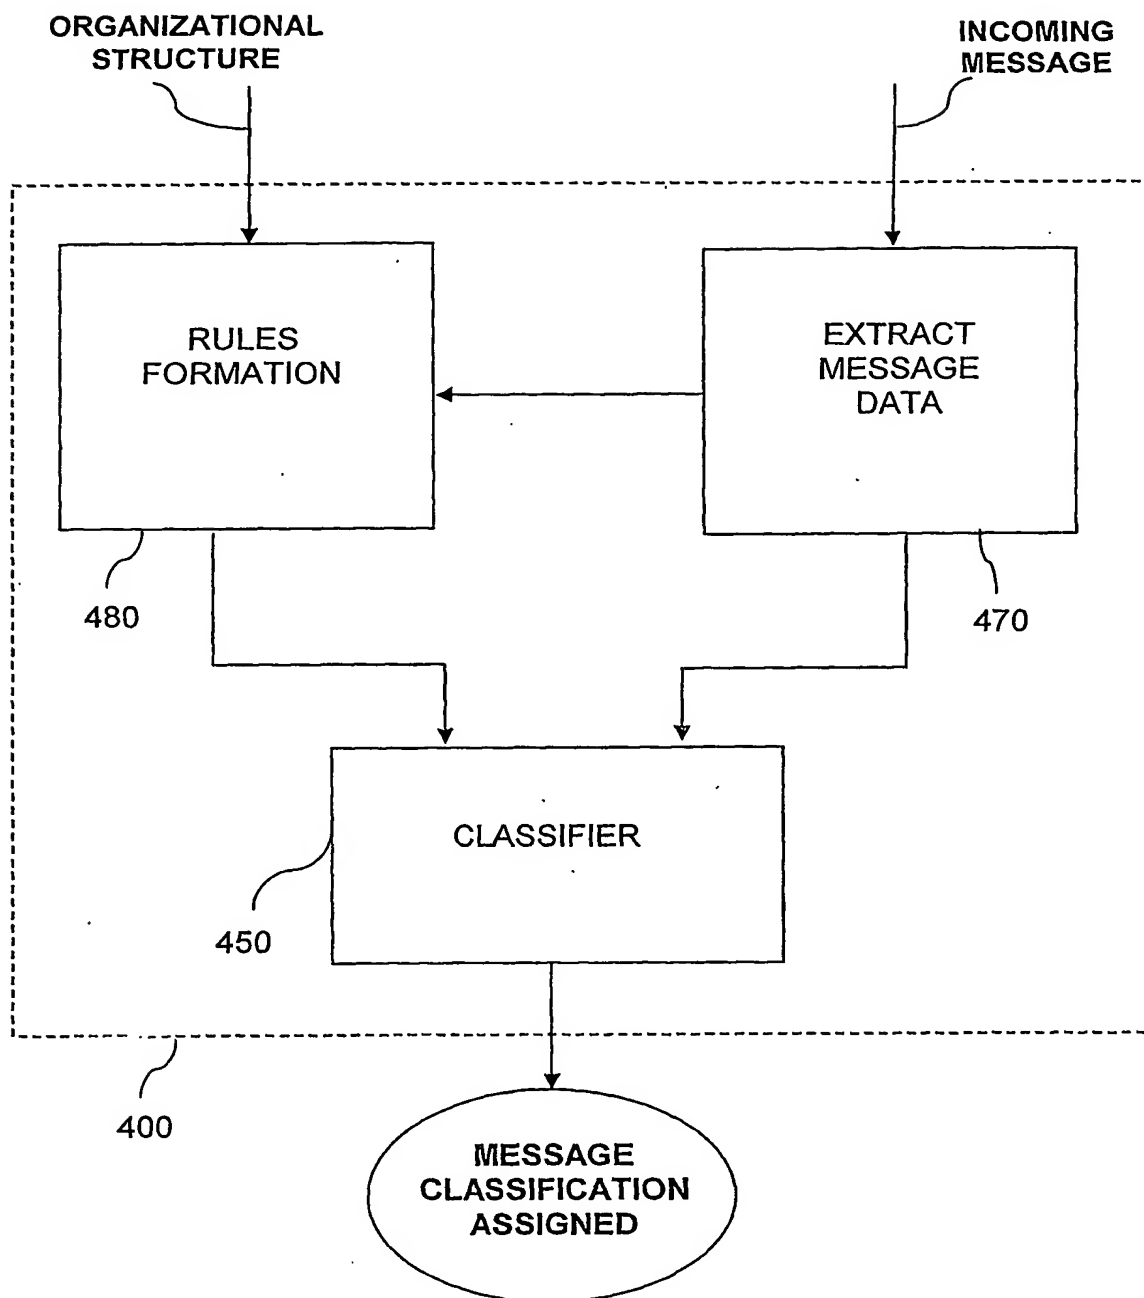 ORGANIZATIONAL
STRUCTURE
INCOMING
MESSAGE
RULES
FORMATION
EXTRACT
MESSAGE
DATA
480
470
CLASSIFIER
450
400
MESSAGE
CLASSIFICATION
ASSIGNED